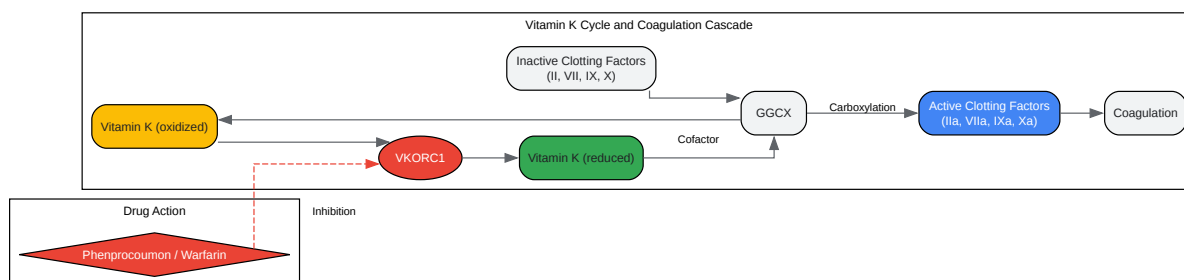 Vitamin K Cycle and Coagulation Cascade
Inactive Clotting Factors
(II, VII, IX, X)
Vitamin K (oxidized)
GGCX
Carboxylation
Active Clotting Factors
(IIa, VIIa, IXa, Xa)
Coagulation
Cofactor
VKORC1
Vitamin K (reduced)
Drug Action
Inhibition
Phenprocoumon / Warfarin